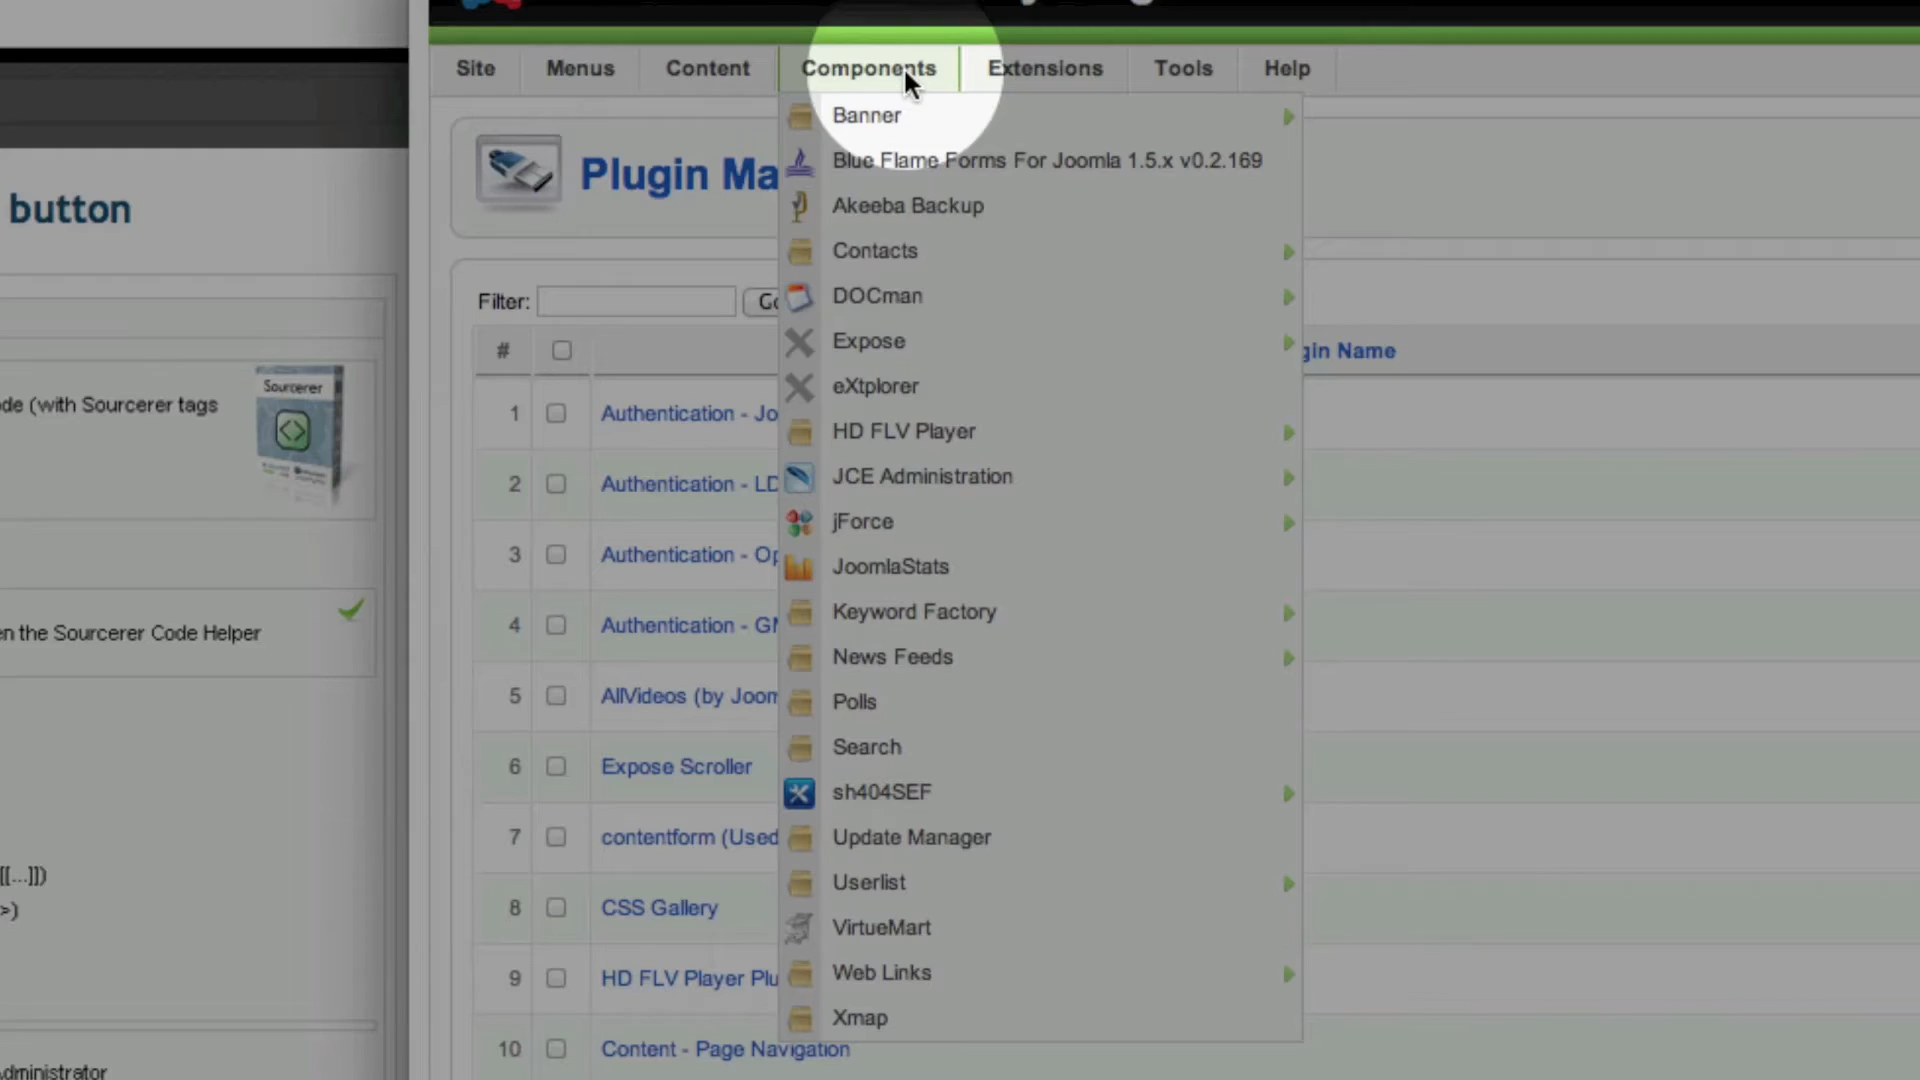 Site Menus Content Components Extensions Tools Help
button
de (with Sourcerer tags
Sourcerer
en the Sourcerer Code Helper
[[...]])
>)
Administrator
Plugin Ma
Filter: Go
# gin Name
1 Authentication - Jo
2 Authentication - LD
3 Authentication - Op
4 Authentication - GM
5 AllVideos (by Joom
6 Expose Scroller
7 contentform (Used
8 CSS Gallery
9 HD FLV Player Plu
10 Content - Page Navigation
Banner
Blue Flame Forms For Joomla 1.5.x v0.2.169
Akeeba Backup
Contacts
DOCman
Expose
eXtplorer
HD FLV Player
JCE Administration
jForce
JoomlaStats
Keyword Factory
News Feeds
Polls
Search
sh404SEF
Update Manager
Userlist
VirtueMart
Web Links
Xmap